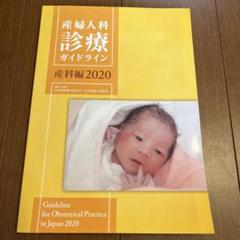 産婦人科
診療
ガイドライン
産科編2020
Guideline
for Obstetrical Practice
in Japan 2020